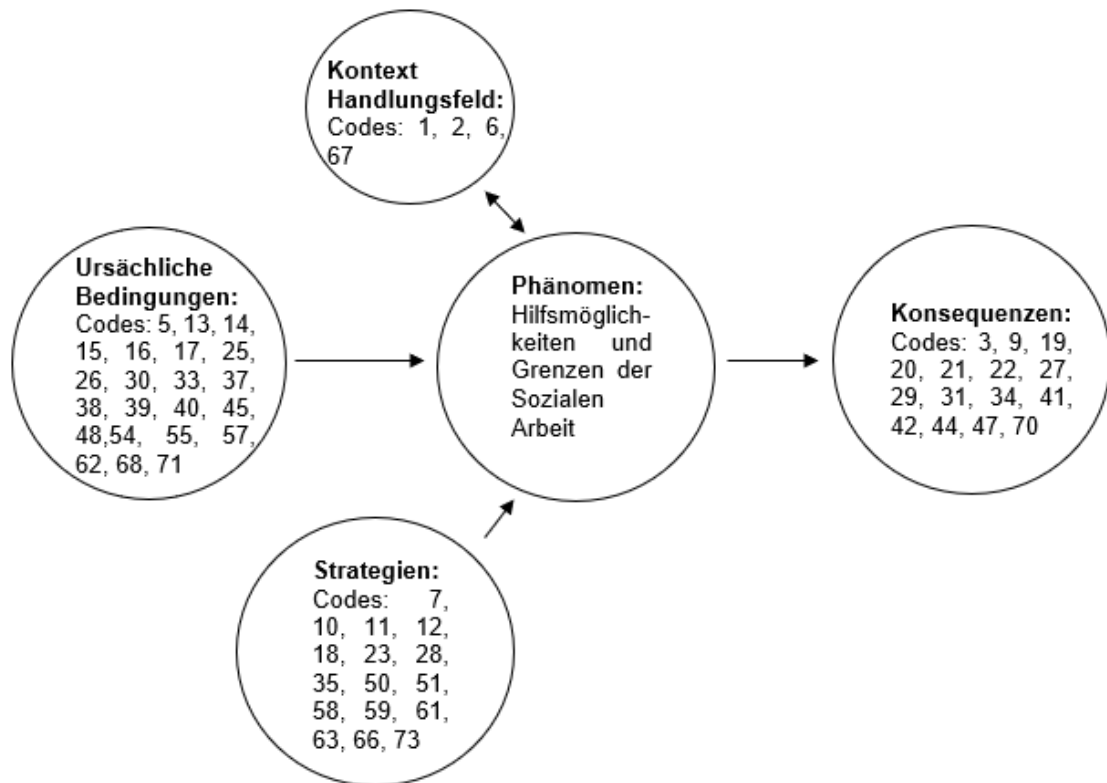 Kontext
Handlungsfeld:
Codes: 1, 2, 6,
67
Ursächliche
Bedingungen:
Codes: 5, 13, 14,
15, 16, 17, 25,
26, 30, 33, 37,
38, 39, 40, 45,
48,54, 55, 57,
62, 68, 71
Phänomen:
Hilfsmöglich-
keiten und
Grenzen der
Sozialen
Arbeit
Konsequenzen:
Codes: 3, 9, 19,
20, 21, 22, 27,
29, 31, 34, 41,
42, 44, 47, 70
Strategien:
Codes: 7,
10, 11, 12,
18, 23, 28,
35, 50, 51,
58, 59, 61,
63, 66, 73